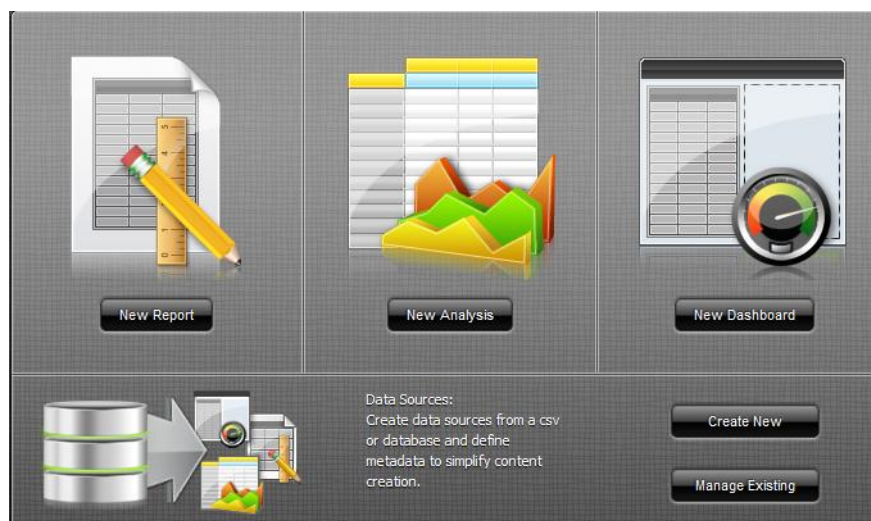 New Report
New Analysis
New Dashboard
Data Sources:
Create data sources from a csv
or database and define
metadata to simplify content
creation.
Create New
Manage Existing